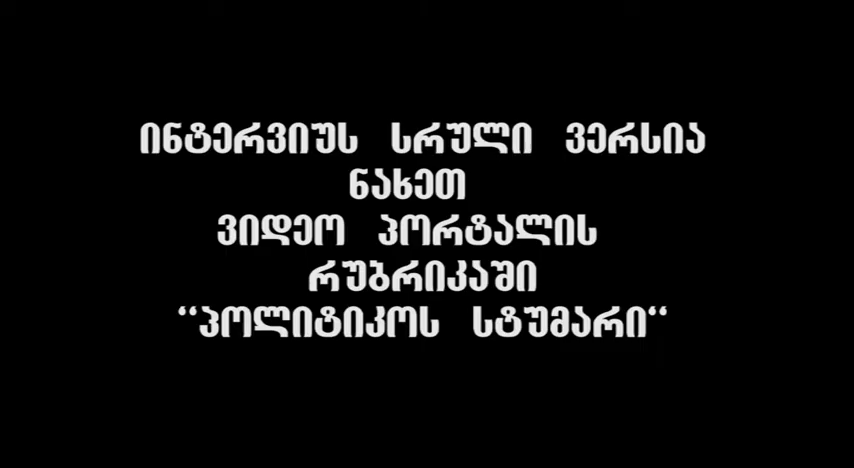 ინტერვიუს სრული ვერსია
ნახეთ
ვიდეო პორტალის
რუბრიკაში
“პოლიტიკოს სტუმარი“